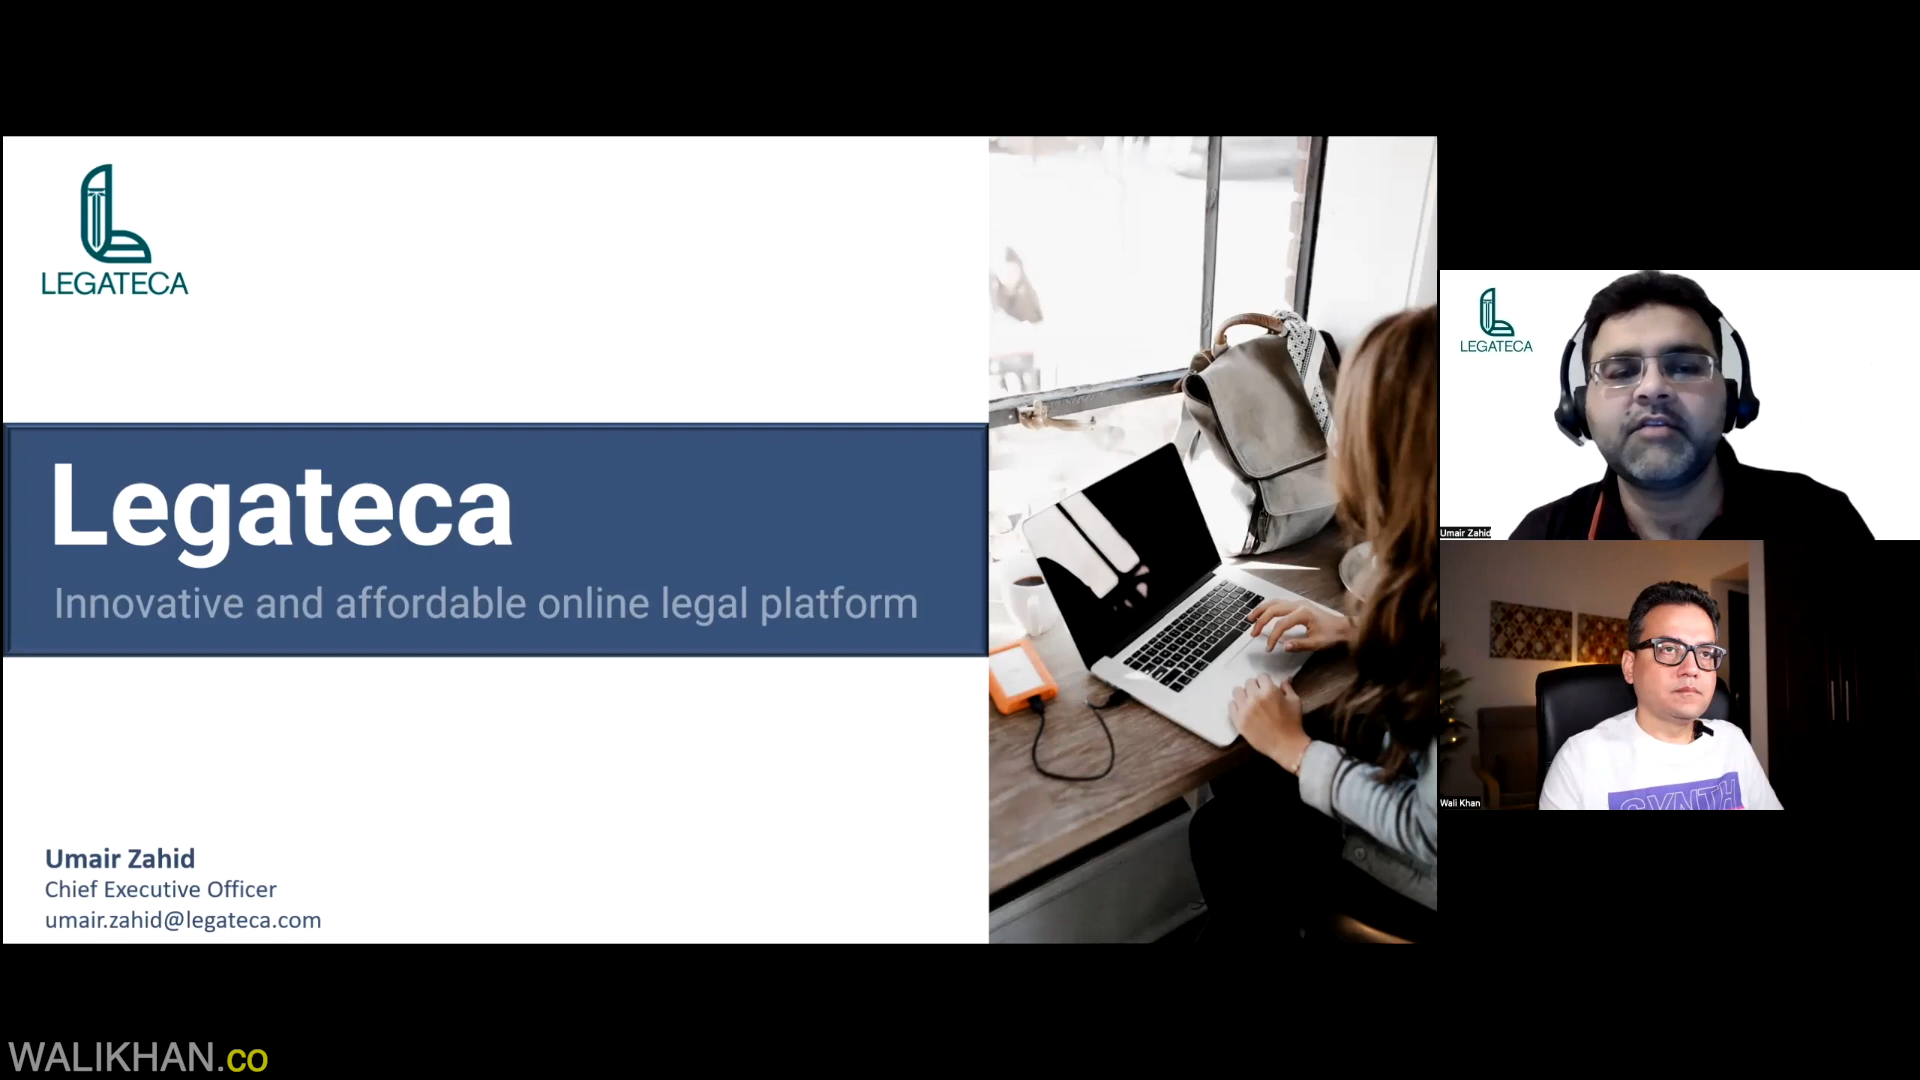 LEGATECA
Legateca
Innovative and affordable online legal platform
Umair Zahid
Chief Executive Officer
umair.zahid@legateca.com
LEGATECA
Umair Zahid
Wali Khan
SYNTH
WALIKHAN.CO